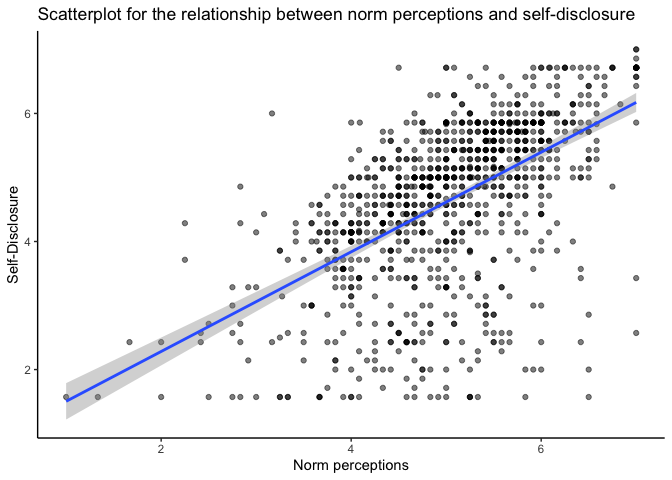 Scatterplot for the relationship between norm perceptions and self-disclosure
6
4
2
Self-Disclosure
2 4 6
Norm perceptions